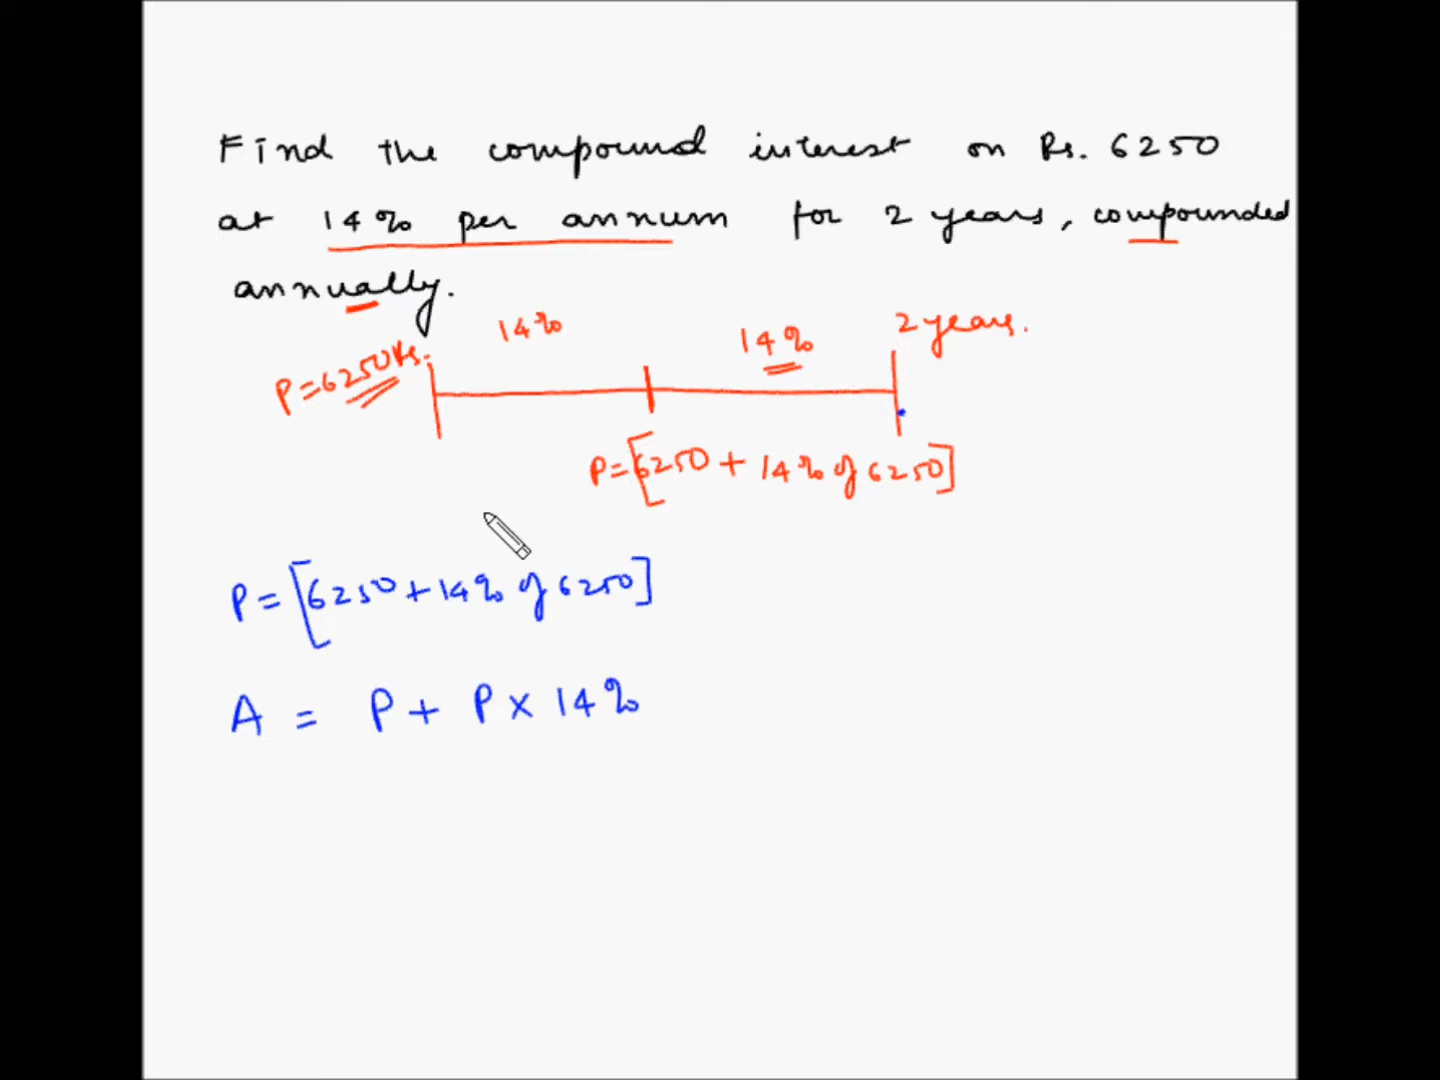 Find the compound interest on Rs. 6250
at 14% per annum for 2 years, compounded
annually.
14%
14%
2 years.
P=6250Rs.
P=[6250+14% of 6250]
P=[6250+14% of 6250]
A = P+ P×14%